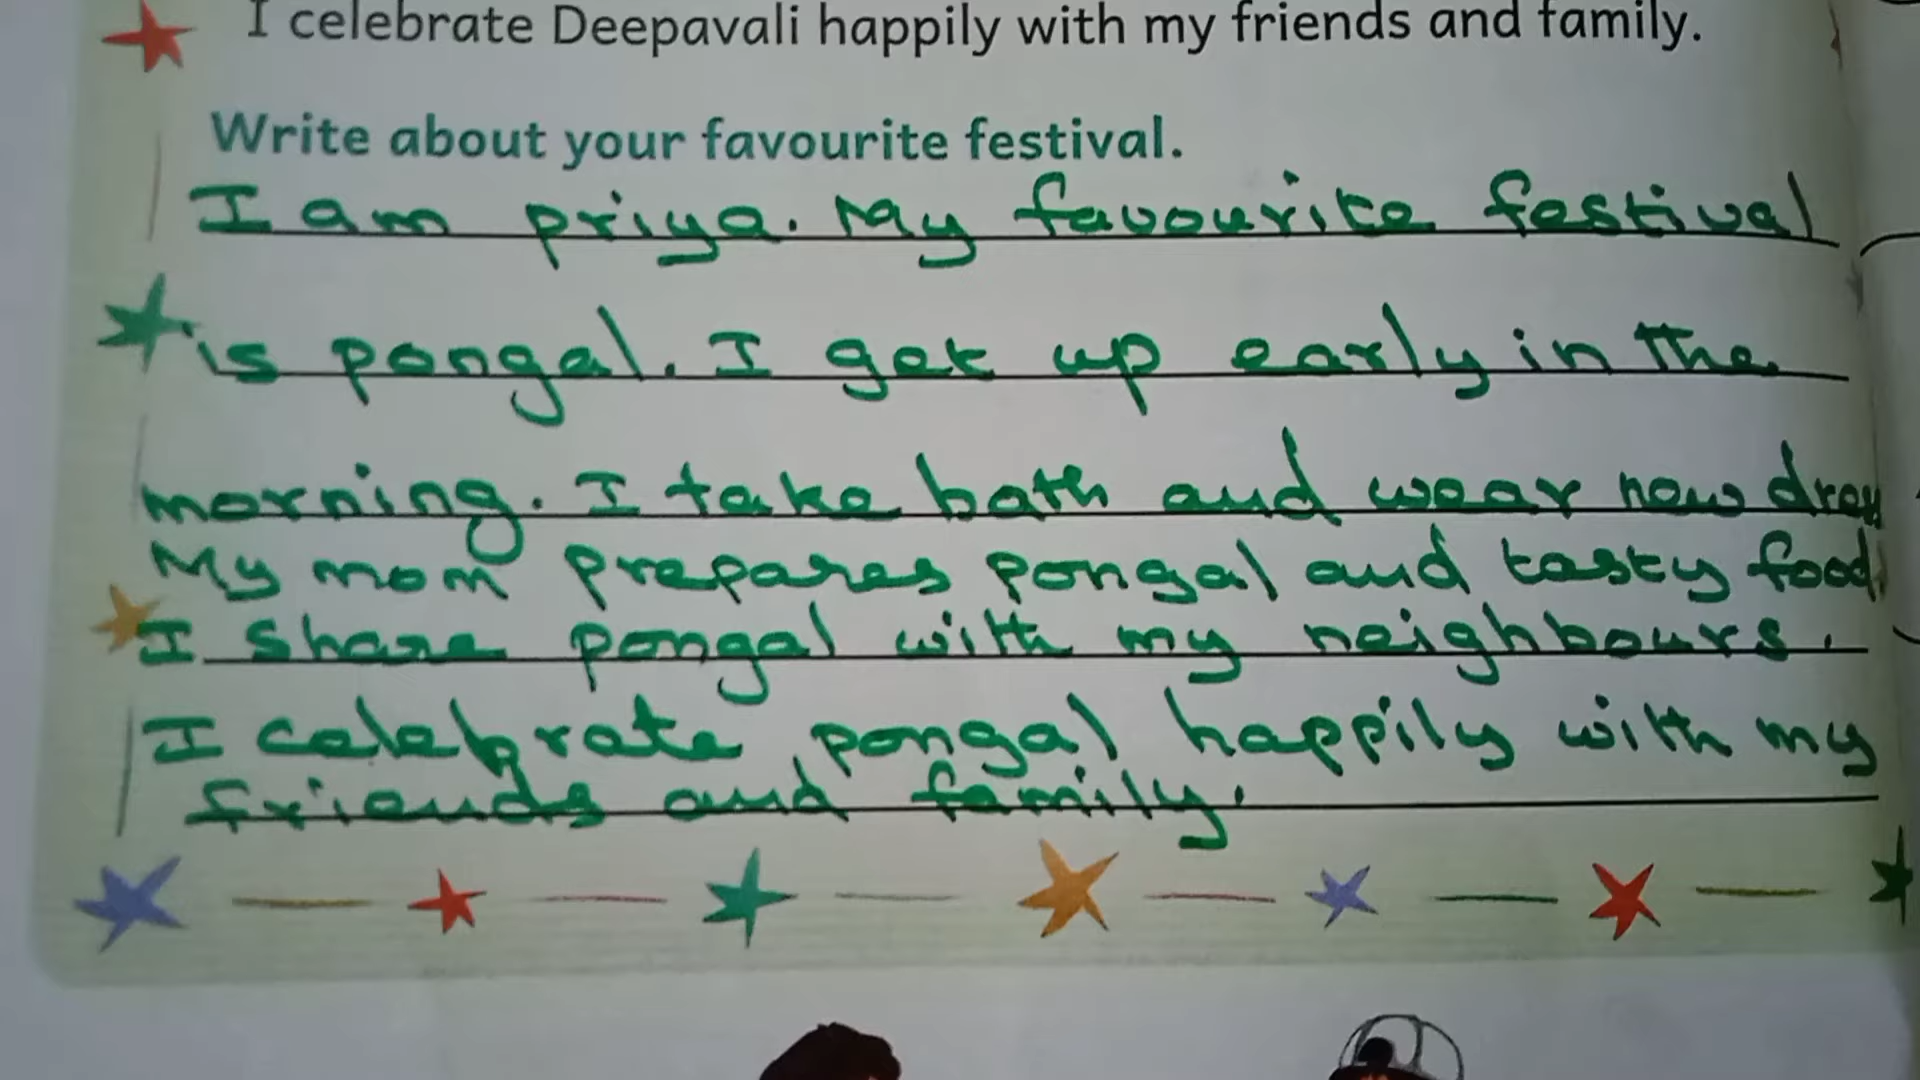 I celebrate Deepavali happily with my friends and family.
Write about your favourite festival.
I am priya. My favourite festival
is pongal. I get up early in the
morning. I take bath and wear new
My mom prepares pongal and tasty food.
I share pongal with my neighbours.
I celebrate pongal happily with my
friends and family.